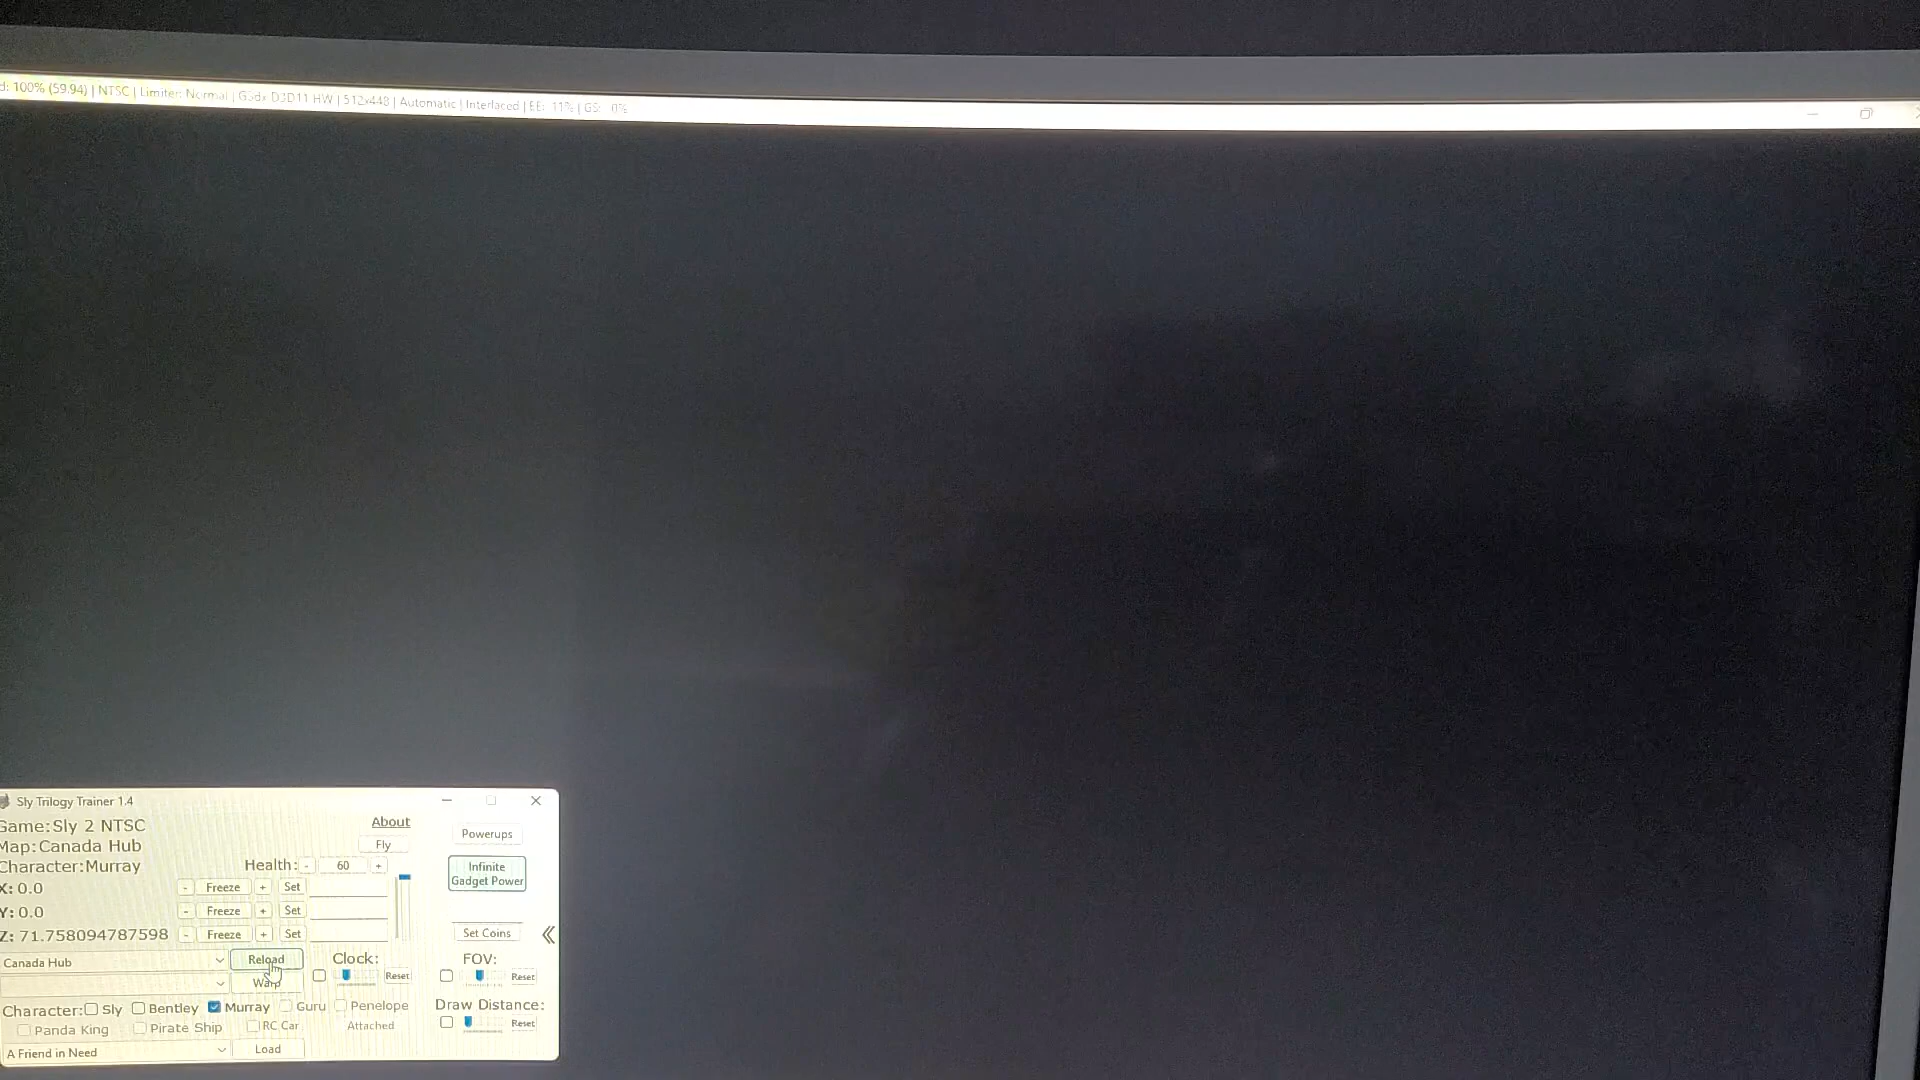 d: 100% (59.94) | NTSC | Limiter: Normal | GSdx D3D11 HW | 512x448 | Automatic | Interlaced | EE: 11% | GS: 0%
Sly Trilogy Trainer 1.4
Game:Sly 2 NTSC
About
Powerups
Map:Canada Hub
Fly
Character:Murray
Health: - 60 +
Infinite
Gadget Power
X: 0.0
- Freeze + Set
Y: 0.0
- Freeze + Set
Z: 71.758094787598
- Freeze + Set
Set Coins
Canada Hub
Reload
Clock:
Reset
FOV:
Reset
Warp
Character: Sly Bentley Murray Guru Penelope
Draw Distance:
Panda King Pirate Ship RC Car Attached
Reset
A Friend in Need
Load